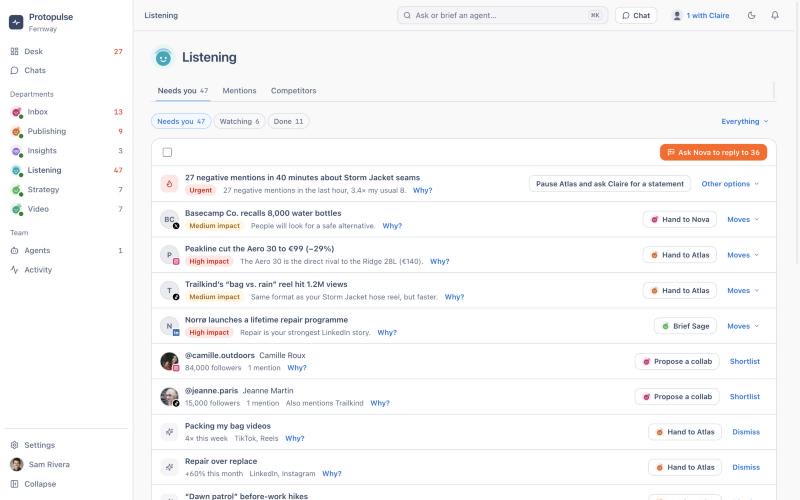 Protopulse
Fernway
Listening
Ask or brief an agent...
⌘K
Chat
1 with Claire
Desk 27
Chats
Departments
Inbox 13
Publishing 9
Insights 3
Listening 47
Strategy 7
Video 7
Team
Agents 1
Activity
Settings
Sam Rivera
Collapse
Listening
Needs you 47 Mentions Competitors
Needs you 47 Watching 6 Done 11 Everything
Ask Nova to reply to 36
27 negative mentions in 40 minutes about Storm Jacket seams
Urgent 27 negative mentions in the last hour, 3.4× my usual 8. Why?
Pause Atlas and ask Claire for a statement Other options
BC
Basecamp Co. recalls 8,000 water bottles
Medium impact People will look for a safe alternative. Why?
Hand to Nova Moves
P
Peakline cut the Aero 30 to €99 (−29%)
High impact The Aero 30 is the direct rival to the Ridge 28L (€140). Why?
Hand to Atlas Moves
T
Trailkind's “bag vs. rain” reel hit 1.2M views
Medium impact Same format as your Storm Jacket hose reel, but faster. Why?
Hand to Atlas Moves
N
Norrø launches a lifetime repair programme
High impact Repair is your strongest LinkedIn story. Why?
Brief Sage Moves
@camille.outdoors Camille Roux
84,000 followers 1 mention Why?
Propose a collab Shortlist
@jeanne.paris Jeanne Martin
15,000 followers 1 mention Also mentions Trailkind Why?
Propose a collab Shortlist
Packing my bag videos
4× this week TikTok, Reels Why?
Hand to Atlas Dismiss
Repair over replace
+60% this month LinkedIn, Instagram Why?
Hand to Atlas Dismiss
“Dawn patrol” before-work hikes